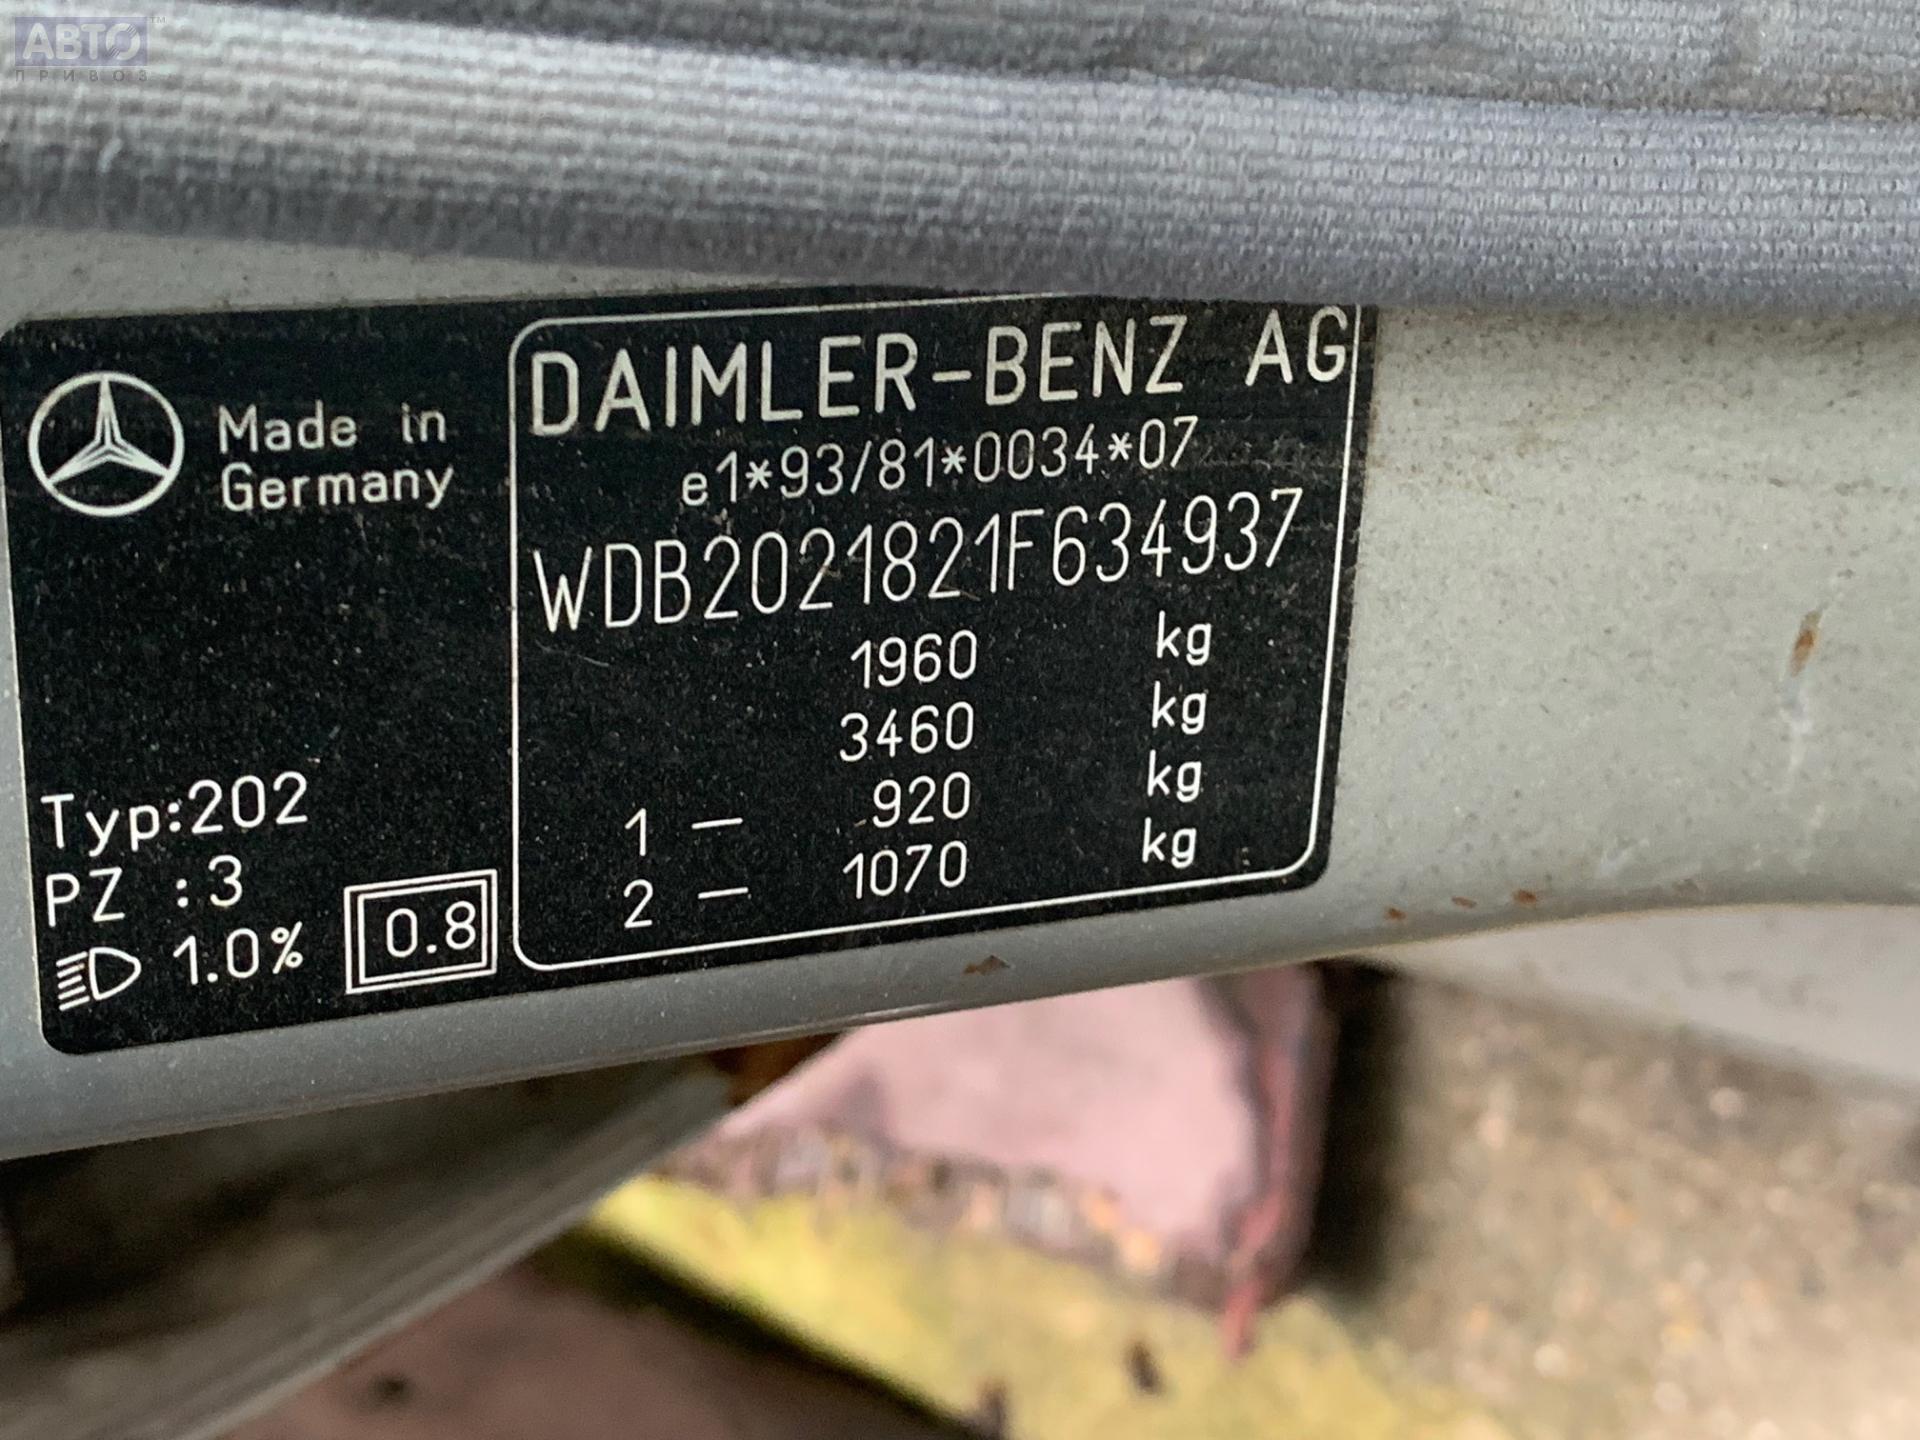 АВТО™
ПРИВОЗ
Made in
Germany
Typ:202
PZ :3
1.0%
0.8
DAIMLER-BENZ AG
e1*93/81*0034*07
WDB2021821F634937
1960 kg
3460 kg
1 – 920 kg
2 – 1070 kg